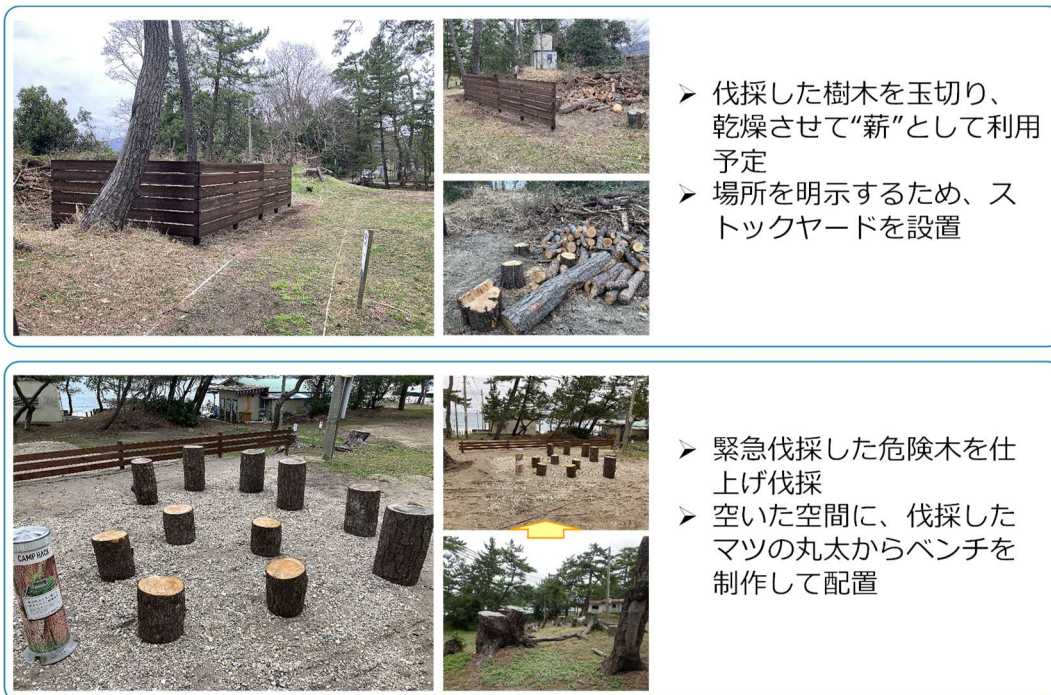 ➢ 伐採した樹木を玉切り、
乾燥させて“薪”として利用
予定
➢ 場所を明示するため、ス
トックヤードを設置
CAMP HACK
➢ 緊急伐採した危険木を仕
上げ伐採
➢ 空いた空間に、伐採した
マツの丸太からベンチを
制作して配置